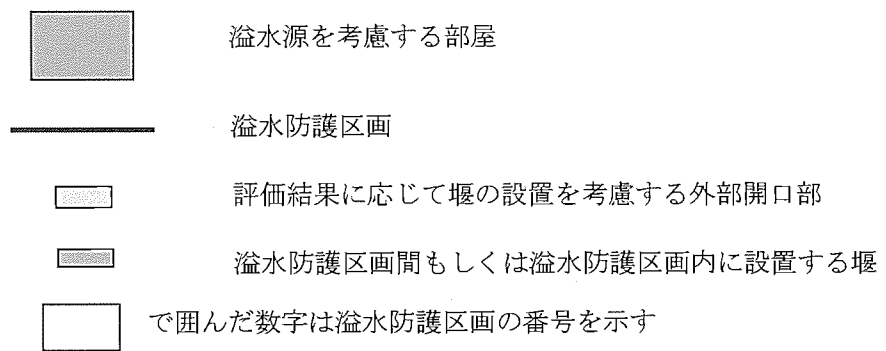 溢水源を考慮する部屋
溢水防護区画
評価結果に応じて堰の設置を考慮する外部開口部
溢水防護区画間もしくは溢水防護区画内に設置する堰
で囲んだ数字は溢水防護区画の番号を示す